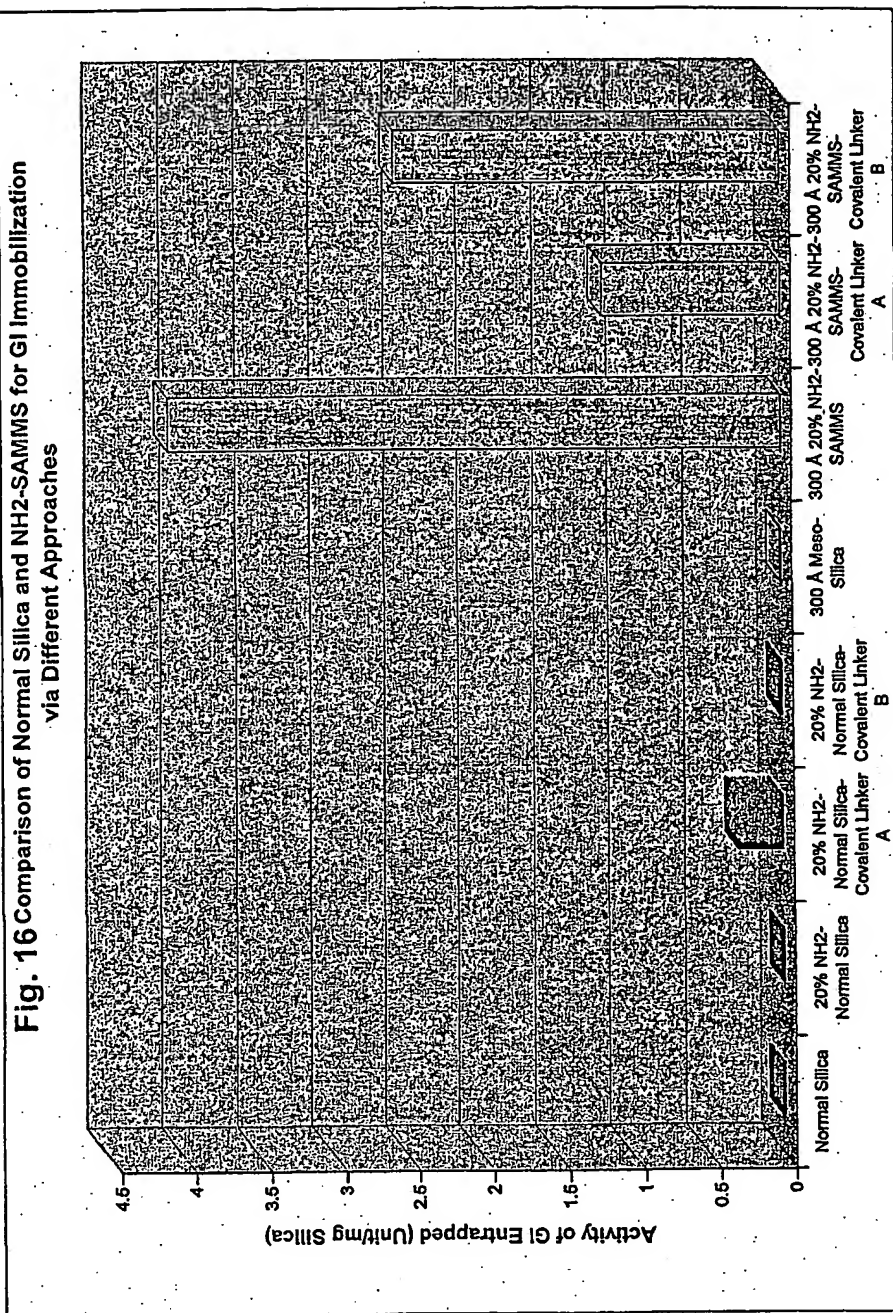 Fig. 16 Comparison of Normal Silica and NH2-SAMMS for GI Immobilization
via Different Approaches
Activity of GI Entrapped (Unit/mg Silica)
4.5
4
3.5
3
2.5
2
1.5
1
0.5
0
Normal Silica
20% NH2-
Normal Silica
20% NH2-
Normal Silica-
Covalent Linker
A
20% NH2-
Normal Silica-
Covalent Linker
B
300 Å Meso-
Silica
300 Å 20% NH2-
SAMMS
300 Å 20% NH2-
SAMMS-
Covalent Linker
A
300 Å 20% NH2-
SAMMS-
Covalent Linker
B